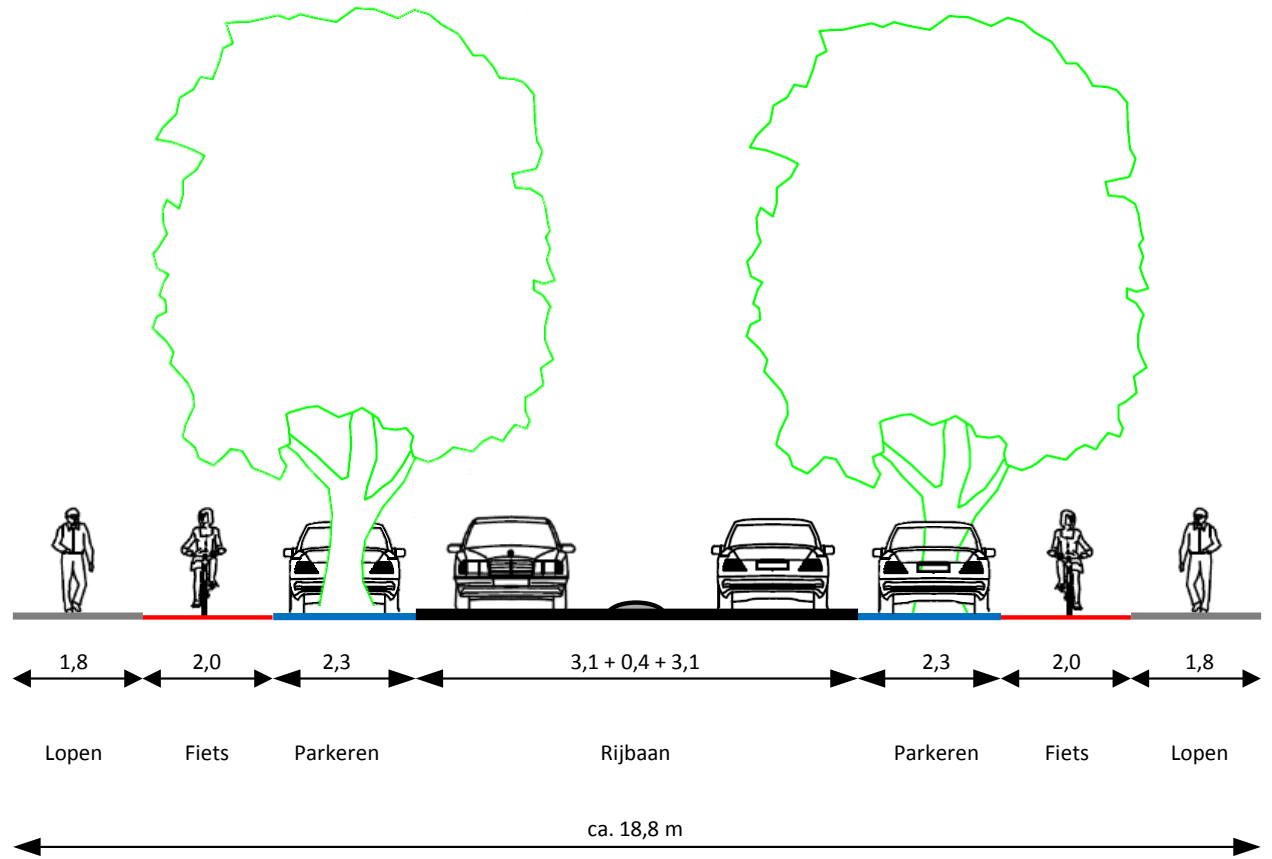 1,8 2,0 2,3 3,1 + 0,4 + 3,1 2,3 2,0 1,8
Lopen Fiets Parkeren Rijbaan Parkeren Fiets Lopen
ca. 18,8 m